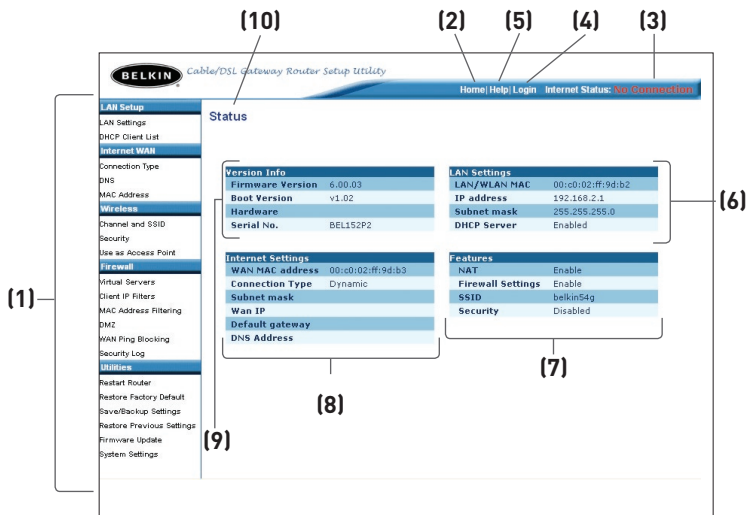 (10) (2) (5) (4) (3)
BELKIN Cable/DSL Gateway Router Setup Utility
Home| Help| Login Internet Status: No Connection
(1)
LAN Setup
LAN Settings
DHCP Client List
Internet WAN
Connection Type
DNS
MAC Address
Wireless
Channel and SSID
Security
Use as Access Point
Firewall
Virtual Servers
Client IP Filters
MAC Address Filtering
DMZ
WAN Ping Blocking
Security Log
Utilities
Restart Router
Restore Factory Default
Save/Backup Settings
Restore Previous Settings
Firmware Update
System Settings
Status
Version Info
Firmware Version 6.00.03
Boot Version v1.02
Hardware
Serial No. BEL152P2
(9)
LAN Settings
LAN/WLAN MAC 00:c0:02:ff:9d:b2
IP address 192.168.2.1
Subnet mask 255.255.255.0
DHCP Server Enabled
(6)
Internet Settings
WAN MAC address 00:c0:02:ff:9d:b3
Connection Type Dynamic
Subnet mask
Wan IP
Default gateway
DNS Address
(8)
Features
NAT Enable
Firewall Settings Enable
SSID belkin54g
Security Disabled
(7)